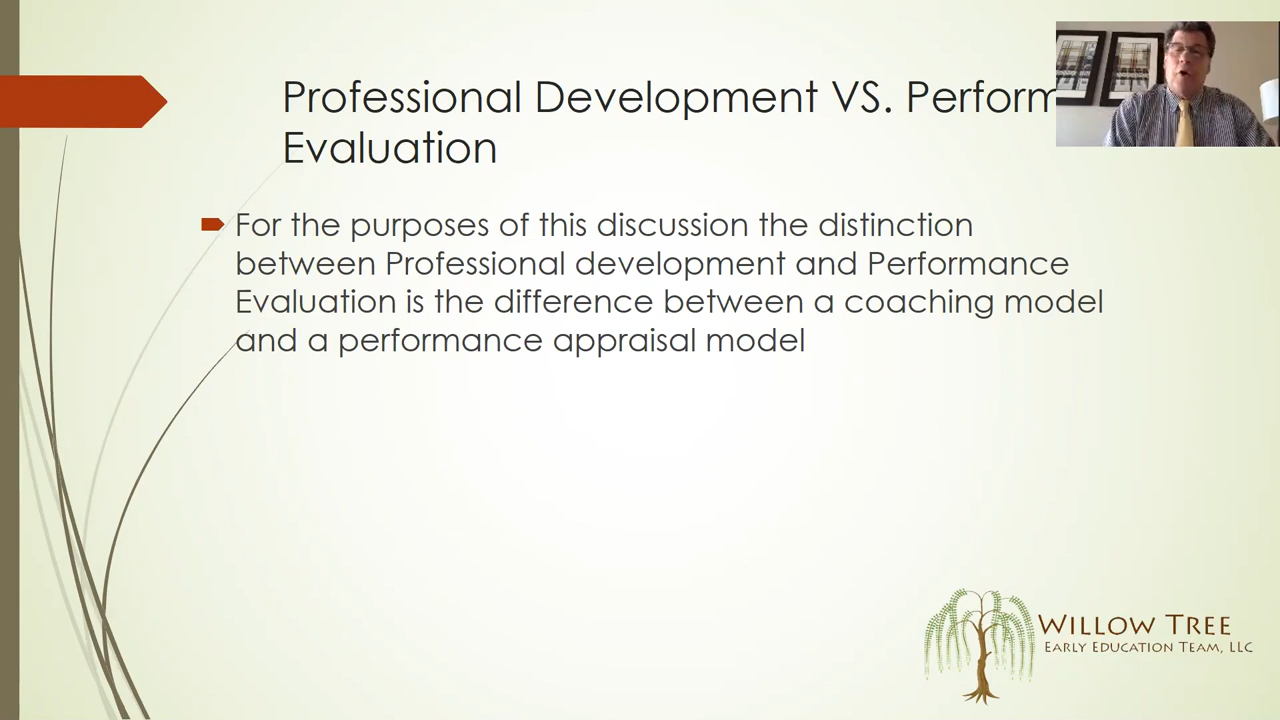 Professional Development VS. Perform
Evaluation
For the purposes of this discussion the distinction
between Professional development and Performance
Evaluation is the difference between a coaching model
and a performance appraisal model
WILLOW TREE
EARLY EDUCATION TEAM, LLC